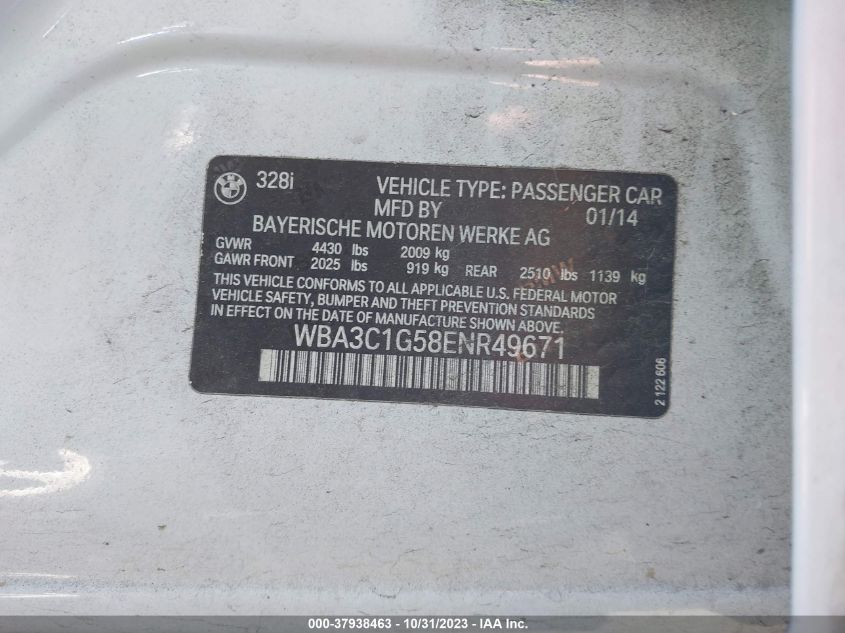 328i VEHICLE TYPE: PASSENGER CAR
MFD BY 01/14
BAYERISCHE MOTOREN WERKE AG
GVWR 4430 lbs 2009 kg
GAWR FRONT 2025 lbs 919 kg REAR 2510 lbs 1139 kg
THIS VEHICLE CONFORMS TO ALL APPLICABLE U.S. FEDERAL MOTOR
VEHICLE SAFETY, BUMPER AND THEFT PREVENTION STANDARDS
IN EFFECT ON THE DATE OF MANUFACTURE SHOWN ABOVE.
WBA3C1G58ENR49671
2 122 606
000-37938463 - 10/31/2023 - IAAI.COM